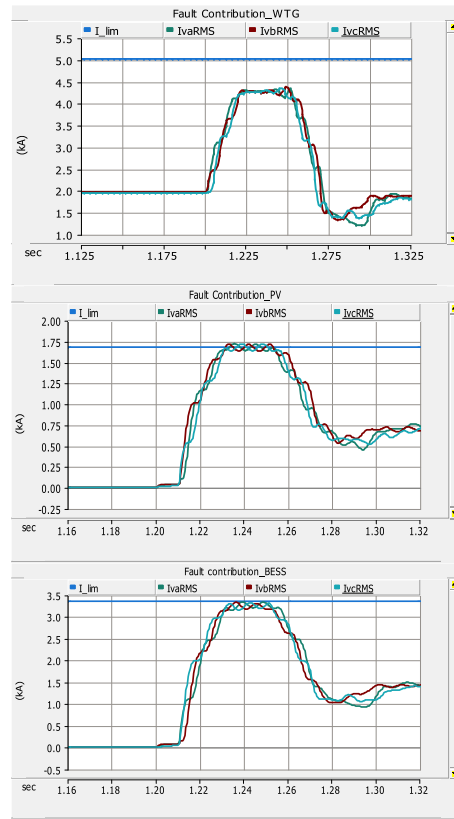 Fault Contribution_WTG
I_lim IvaRMS IvbRMS IvcRMS
5.5
5.0
4.5
4.0
3.5
3.0
2.5
2.0
1.5
1.0
(kA)
sec 1.125 1.175 1.225 1.275 1.325
Fault Contribution_PV
I_lim IvaRMS IvbRMS IvcRMS
2.00
1.75
1.50
1.25
1.00
0.75
0.50
0.25
0.00
-0.25
(kA)
sec 1.16 1.18 1.20 1.22 1.24 1.26 1.28 1.30 1.32
Fault contribution_BESS
I_lim IvaRMS IvbRMS IvcRMS
3.5
3.0
2.5
2.0
1.5
1.0
0.5
0.0
-0.5
(kA)
sec 1.16 1.18 1.20 1.22 1.24 1.26 1.28 1.30 1.32